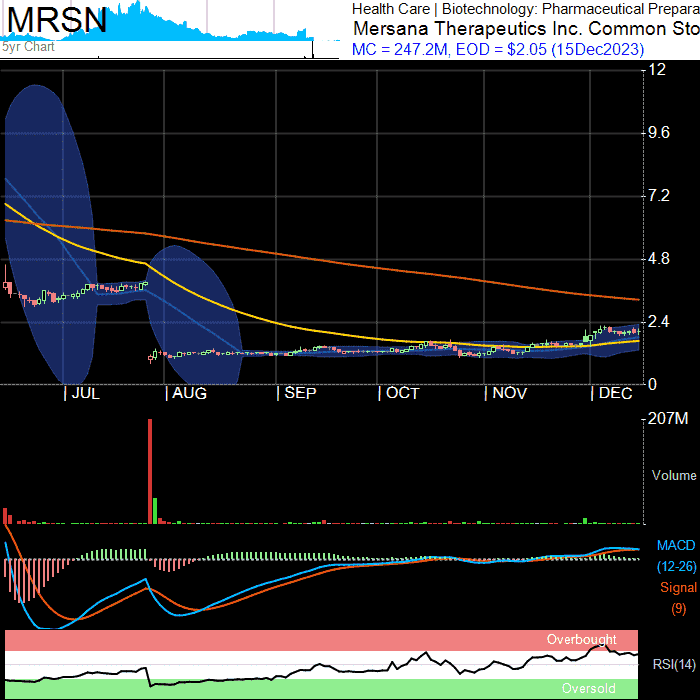 MRSN
5yr Chart
Health Care | Biotechnology: Pharmaceutical Prepara
Mersana Therapeutics Inc. Common Sto
MC = 247.2M, EOD = $2.05 (15Dec2023)
12
9.6
7.2
4.8
2.4
0
JUL AUG SEP OCT NOV DEC
207M
Volume
MACD
(12-26)
Signal
(9)
Overbought
RSI(14)
Oversold